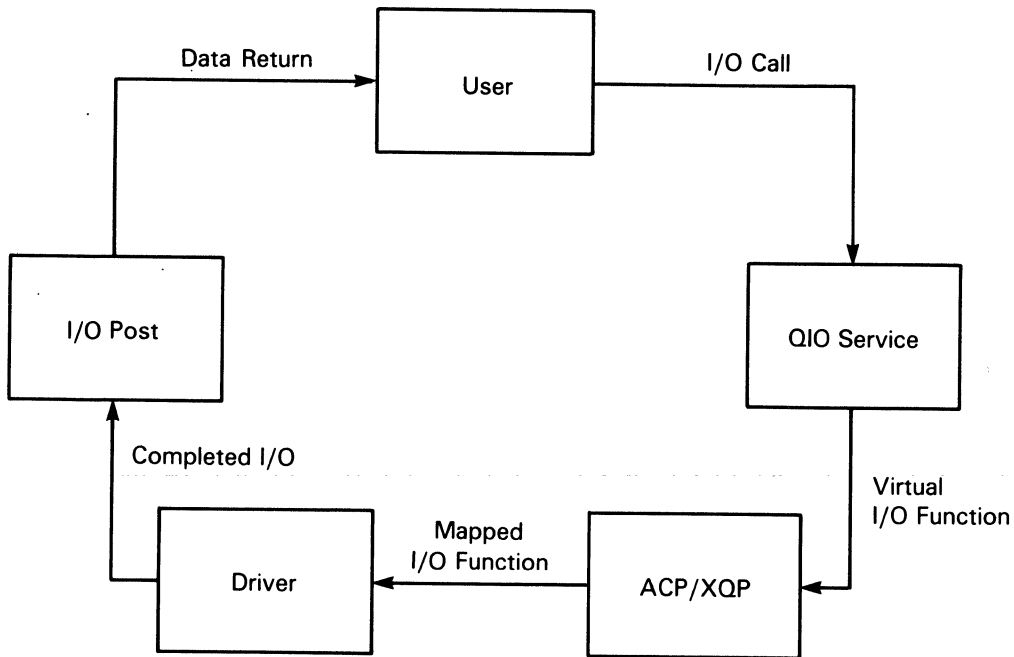 Data Return
User
I/O Call
I/O Post
QIO Service
Completed I/O
Virtual
I/O Function
Mapped
I/O Function
Driver
ACP/XQP